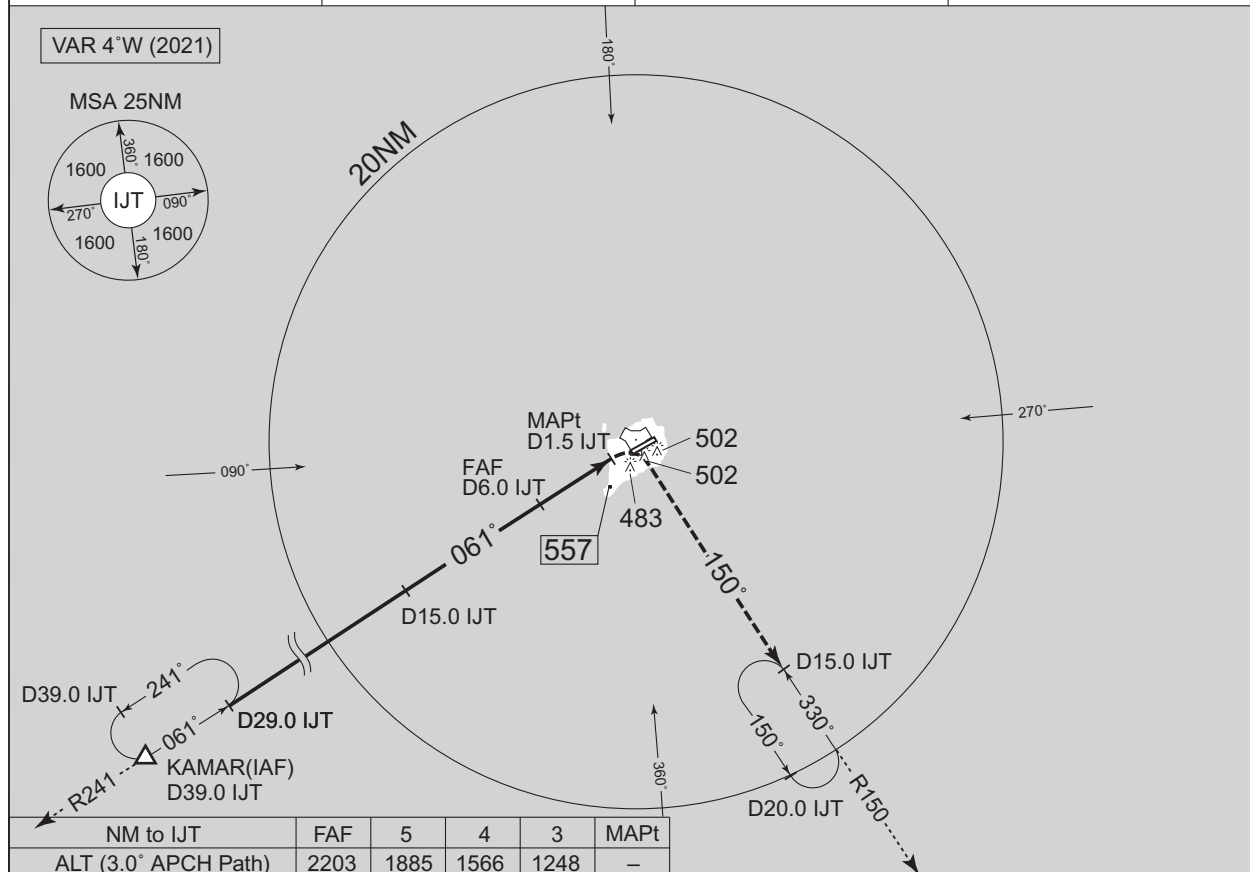 VAR 4°W (2021)
MSA 25NM
1600
360°
1600
IJT
270°
090°
1600
180°
1600
20NM
180°
270°
090°
360°
MAPt
D1.5 IJT
502
502
483
557
FAF
D6.0 IJT
061°
150°
D15.0 IJT
D15.0 IJT
330°
150°
D20.0 IJT
R150
D39.0 IJT
241°
061°
D29.0 IJT
KAMAR(IAF)
D39.0 IJT
R241
NM to IJT FAF 5 4 3 MAPt
ALT (3.0° APCH Path) 2203 1885 1566 1248 –